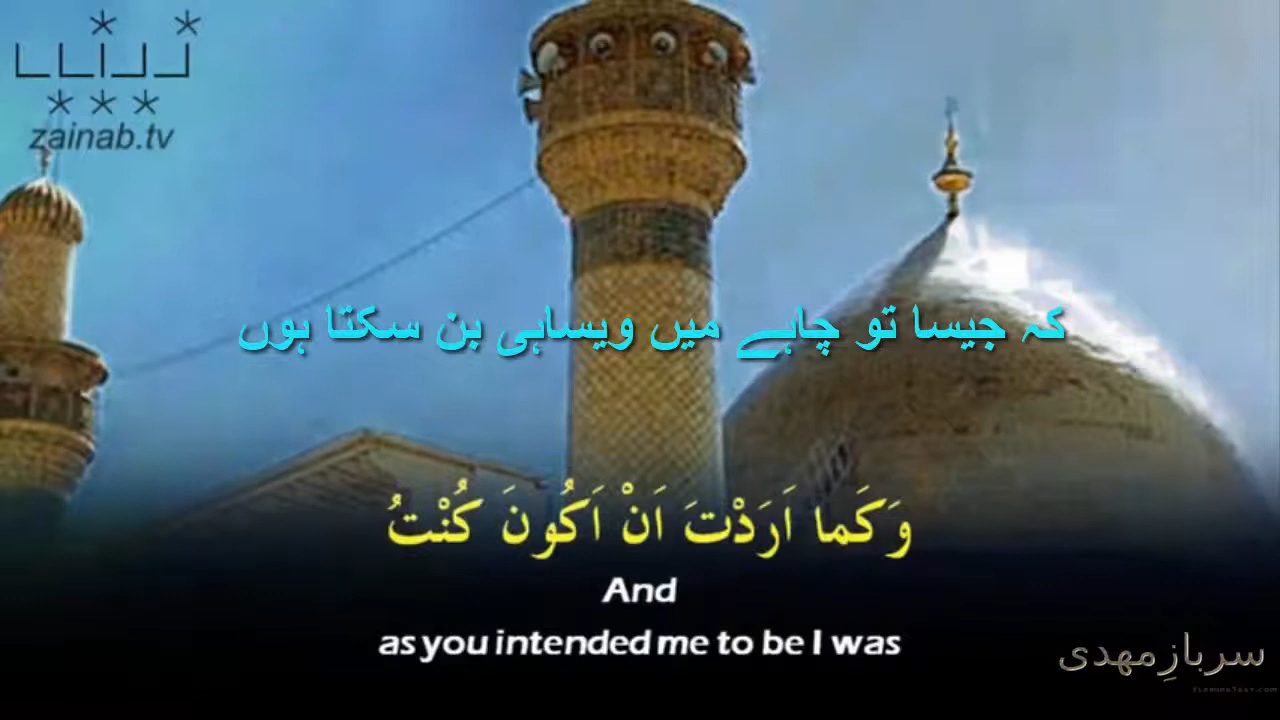 zainab.tv
کہ جیسا تو چاہے میں ویساہی بن سکتا ہوں
وَكَما اَرَدْتَ اَنْ اَكُونَ كُنْتُ
And
as you intended me to be I was
سربازِمهدی